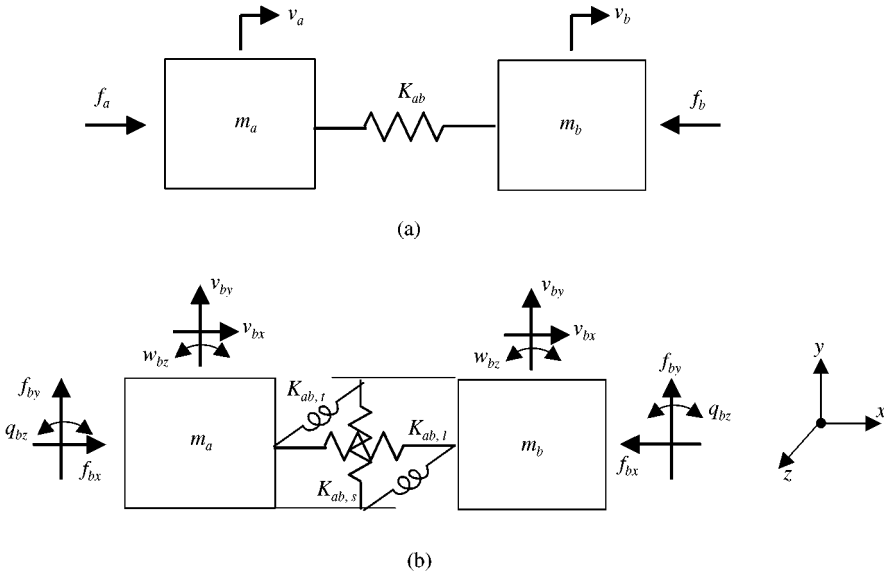 v_a
v_b
f_a
m_a
K_ab
m_b
f_b
(a)
v_by
v_bx
w_bz
v_by
v_bx
w_bz
f_by
q_bz
f_bx
m_a
K_ab, t
K_ab, l
K_ab, s
m_b
f_by
q_bz
f_bx
y
x
z
(b)